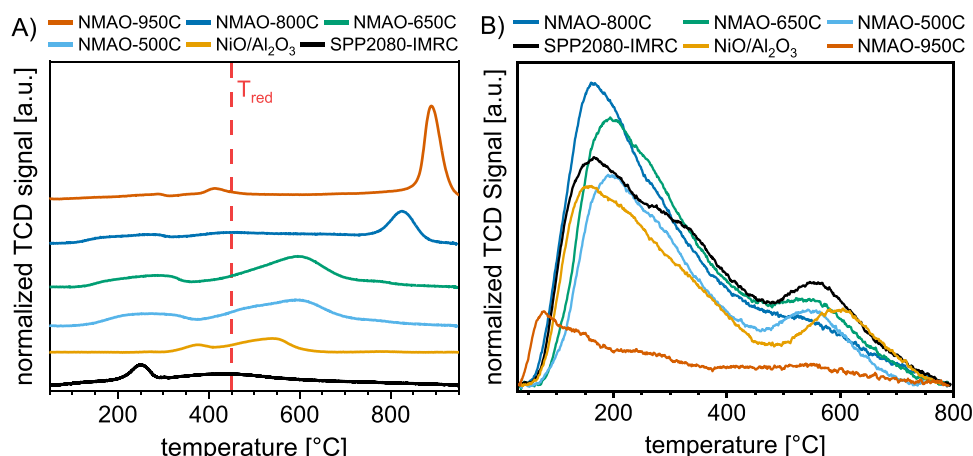 A)
NMAO-950C NMAO-800C NMAO-650C
NMAO-500C NiO/Al₂O₃ SPP2080-IMRC
normalized TCD signal [a.u.]
T_red
200 400 600 800
temperature [°C]
B)
NMAO-800C NMAO-650C NMAO-500C
SPP2080-IMRC NiO/Al₂O₃ NMAO-950C
normalized TCD Signal [a.u.]
200 400 600 800
temperature [°C]